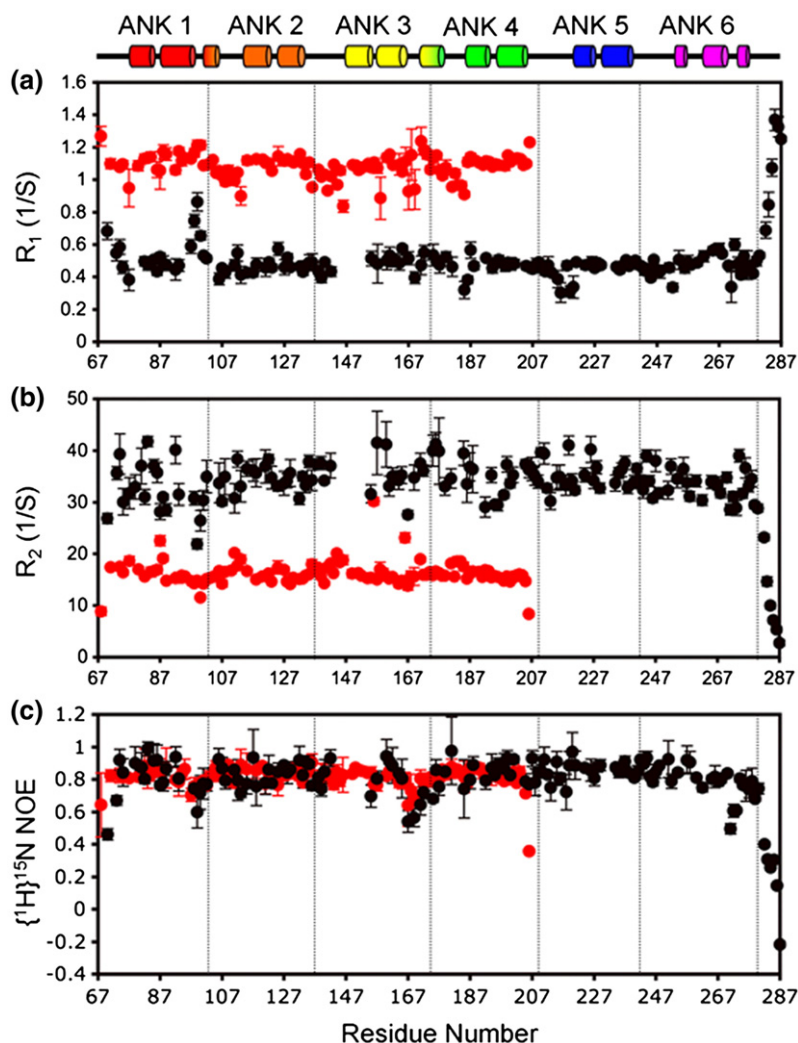 ANK 1 ANK 2 ANK 3 ANK 4 ANK 5 ANK 6
(a)
R1 (1/S)
1.6
1.4
1.2
1.0
0.8
0.6
0.4
0.2
0
67 87 107 127 147 167 187 207 227 247 267 287
(b)
R2 (1/S)
50
40
30
20
10
0
67 87 107 127 147 167 187 207 227 247 267 287
(c)
{¹H}¹⁵N NOE
1.2
1
0.8
0.6
0.4
0.2
0
-0.2
-0.4
67 87 107 127 147 167 187 207 227 247 267 287
Residue Number